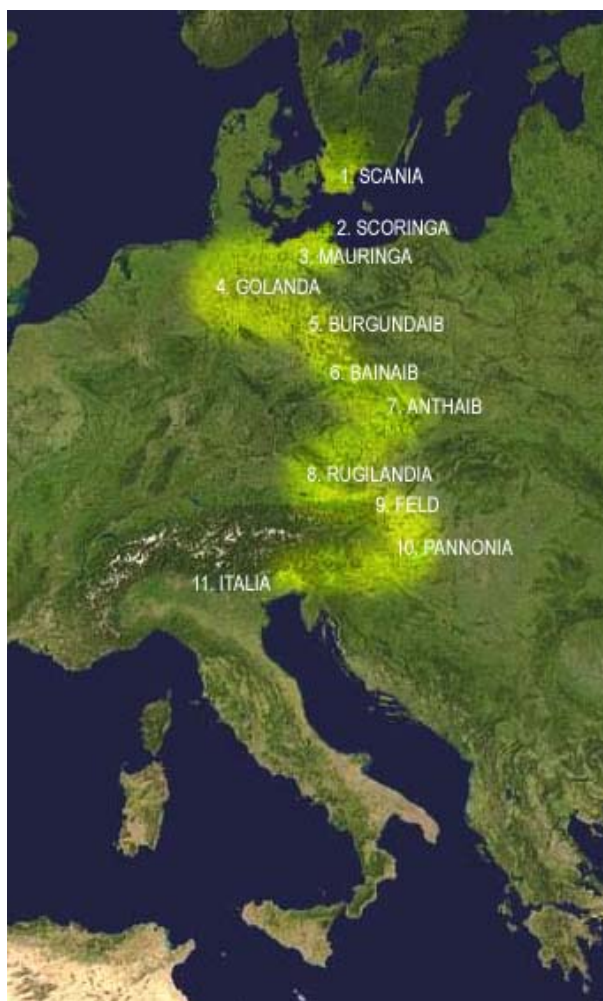 1. SCANIA
2. SCORINGA
3. MAURINGA
4. GOLANDA
5. BURGUNDAIB
6. BAINAIB
7. ANTHAIB
8. RUGILANDIA
9. FELD
10. PANNONIA
11. ITALIA